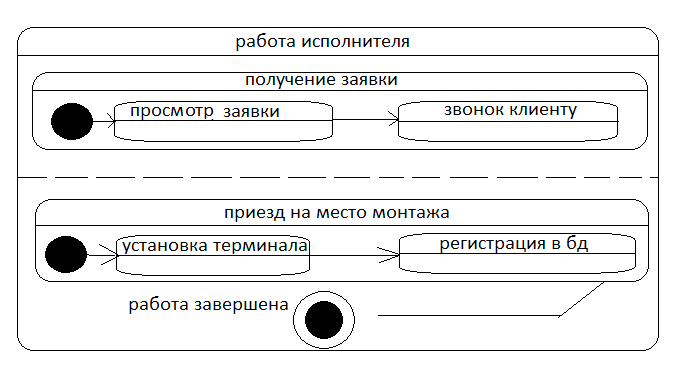 работа исполнителя
получение заявки
просмотр заявки
звонок клиенту
приезд на место монтажа
установка терминала
регистрация в бд
работа завершена